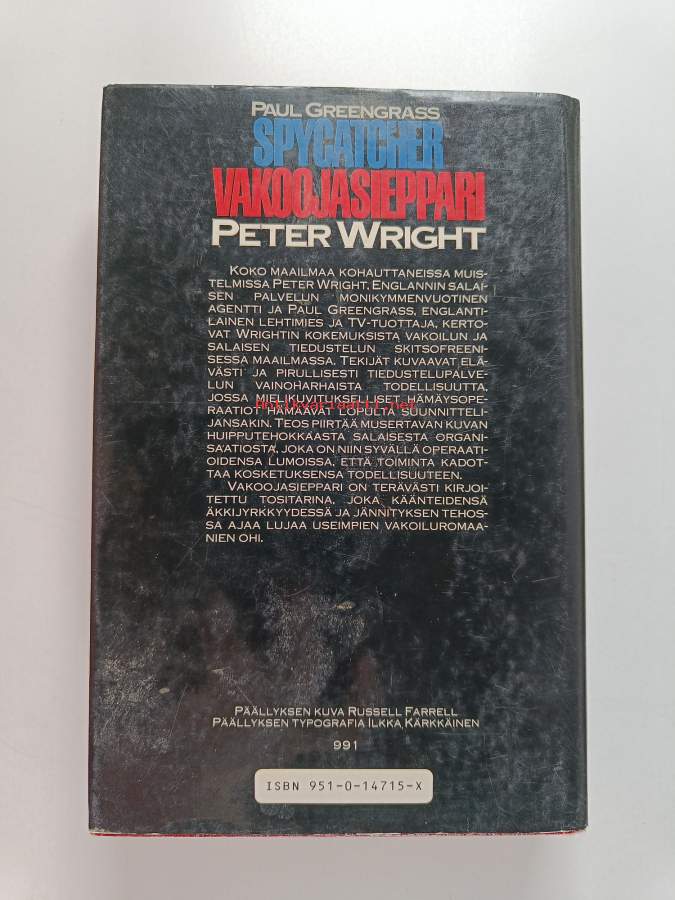 PAUL GREENGRASS
SPYCATCHER
VAKOOJASIEPPARI
PETER WRIGHT
KOKO MAAILMAA KOHAUTTANEISSA MUIS-
TELMISSA PETER WRIGHT, ENGLANNIN SALAI-
SEN PALVELUN MONIKYMMENVUOTINEN
AGENTTI JA PAUL GREENGRASS, ENGLANTI-
LAINEN LEHTIMIES JA TV-TUOTTAJA, KERTO-
VAT WRIGHTIN KOKEMUKSISTA VAKOILUN JA
SALAISEN TIEDUSTELUN SKITSOFREENI-
SESSA MAAILMASSA. TEKIJÄT KUVAAVAT ELÄ-
VÄSTI JA PIRULLISESTI TIEDUSTELUPALVE-
LUN VAINOHARHAISTA TODELLISUUTTA,
JOSSA MIELIKUVITUKSELLISET HÄMÄYSOPE-
Antikvariaatti.net
RAATIOT HÄMÄÄVÄT LOPULTA SUUNNITTELI-
JANSAKIN. TEOS PIIRTÄÄ MUSERTAVAN KUVAN
HUIPPUTEHOKKAASTA SALAISESTA ORGANI-
SAATIOSTA, JOKA ON NIIN SYVÄLLÄ OPERAATI-
OIDENSA LUMOISSA, ETTÄ TOIMINTA KADOT-
TAA KOSKETUKSENSA TODELLISUUTEEN.
VAKOOJASIEPPARI ON TERÄVÄSTI KIRJOI-
TETTU TOSITARINA, JOKA KÄÄNTEIDENSÄ
ÄKKIJYRKKYYDESSÄ JA JÄNNITYKSEN TEHOS-
SA AJAA LUJAA USEIMPIEN VAKOILUROMAA-
NIEN OHI.
PÄÄLLYKSEN KUVA RUSSELL FARRELL
PÄÄLLYKSEN TYPOGRAFIA ILKKA KÄRKKÄINEN
991
ISBN 951-0-14715-X